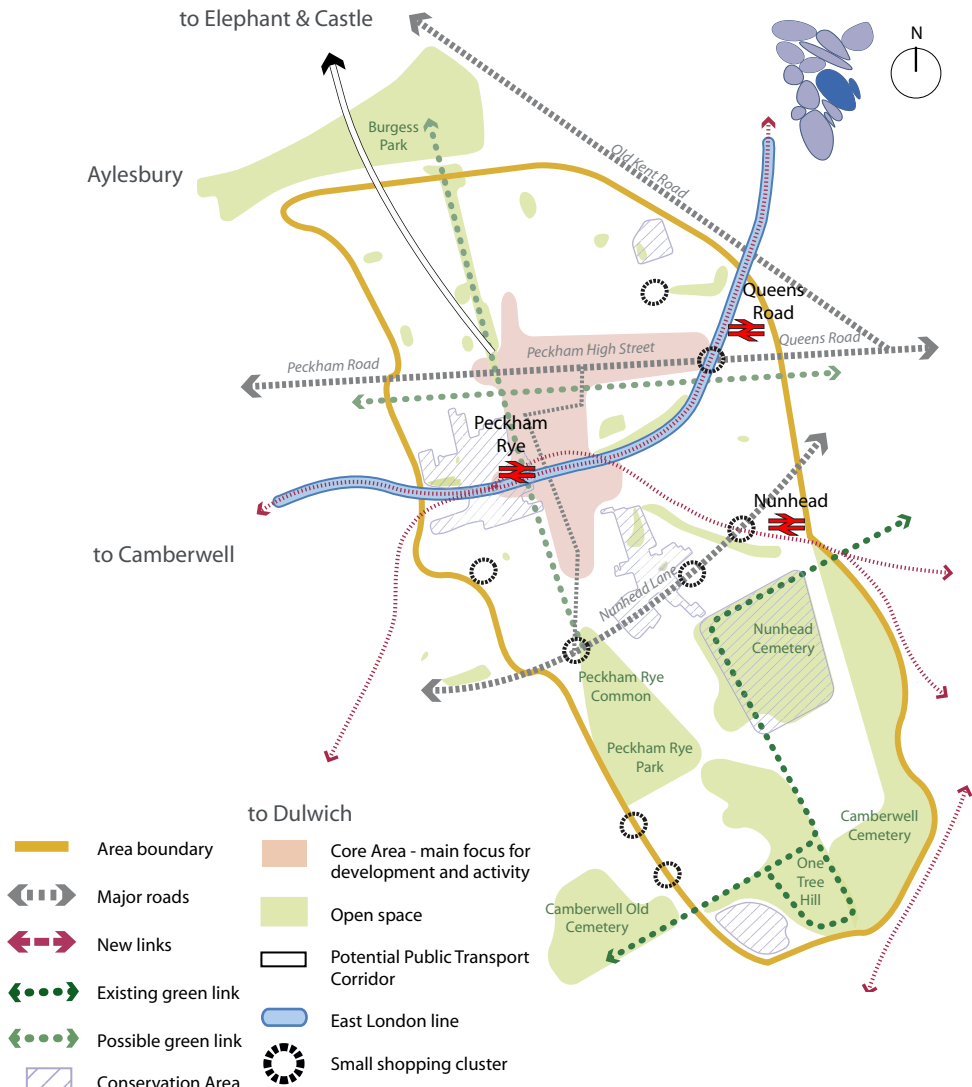 to Elephant & Castle
N
Burgess
Park
Old Kent Road
Aylesbury
Queens
Road
Peckham High Street
Queens Road
Peckham Road
Peckham
Rye
Nunhead
to Camberwell
Nunhead Lane
Nunhead
Cemetery
Peckham Rye
Common
Peckham Rye
Park
to Dulwich
Camberwell
Cemetery
One
Tree
Hill
Camberwell Old
Cemetery
Area boundary
Major roads
New links
Existing green link
Possible green link
Conservation Area
Core Area - main focus for
development and activity
Open space
Potential Public Transport
Corridor
East London line
Small shopping cluster